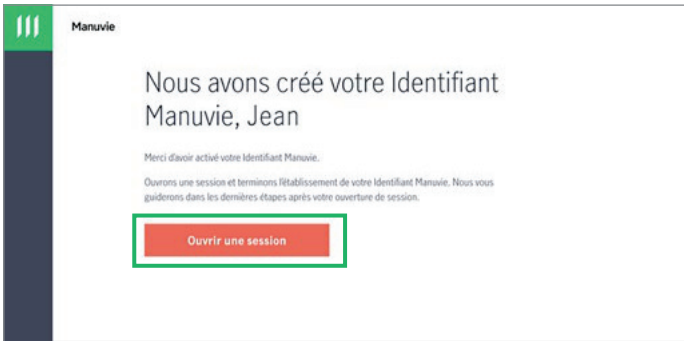 Manuvie
Nous avons créé votre Identifiant
Manuvie, Jean
Merci d'avoir activé votre Identifiant Manuvie.
Ouvrons une session et terminons l'établissement de votre Identifiant Manuvie. Nous vous
guiderons dans les dernières étapes après votre ouverture de session.
Ouvrir une session